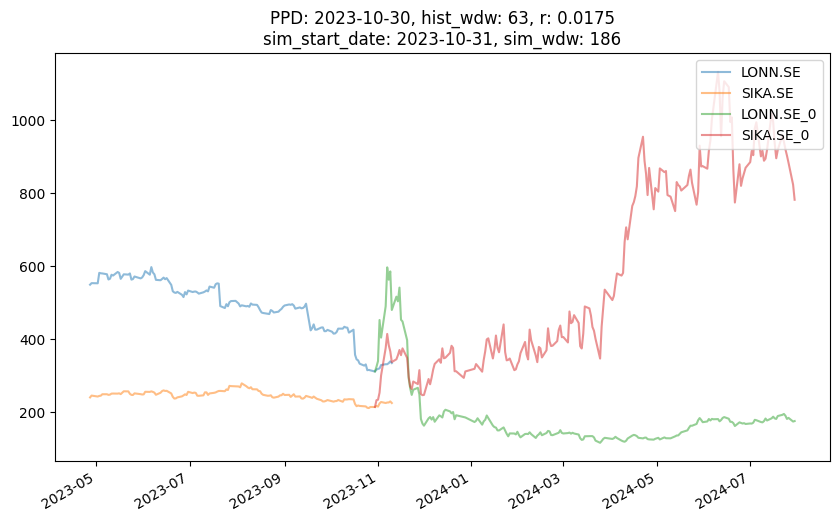 PPD: 2023-10-30, hist_wdw: 63, r: 0.0175
sim_start_date: 2023-10-31, sim_wdw: 186
LONN.SE
SIKA.SE
LONN.SE_0
SIKA.SE_0
1000
800
600
400
200
2023-05
2023-07
2023-09
2023-11
2024-01
2024-03
2024-05
2024-07